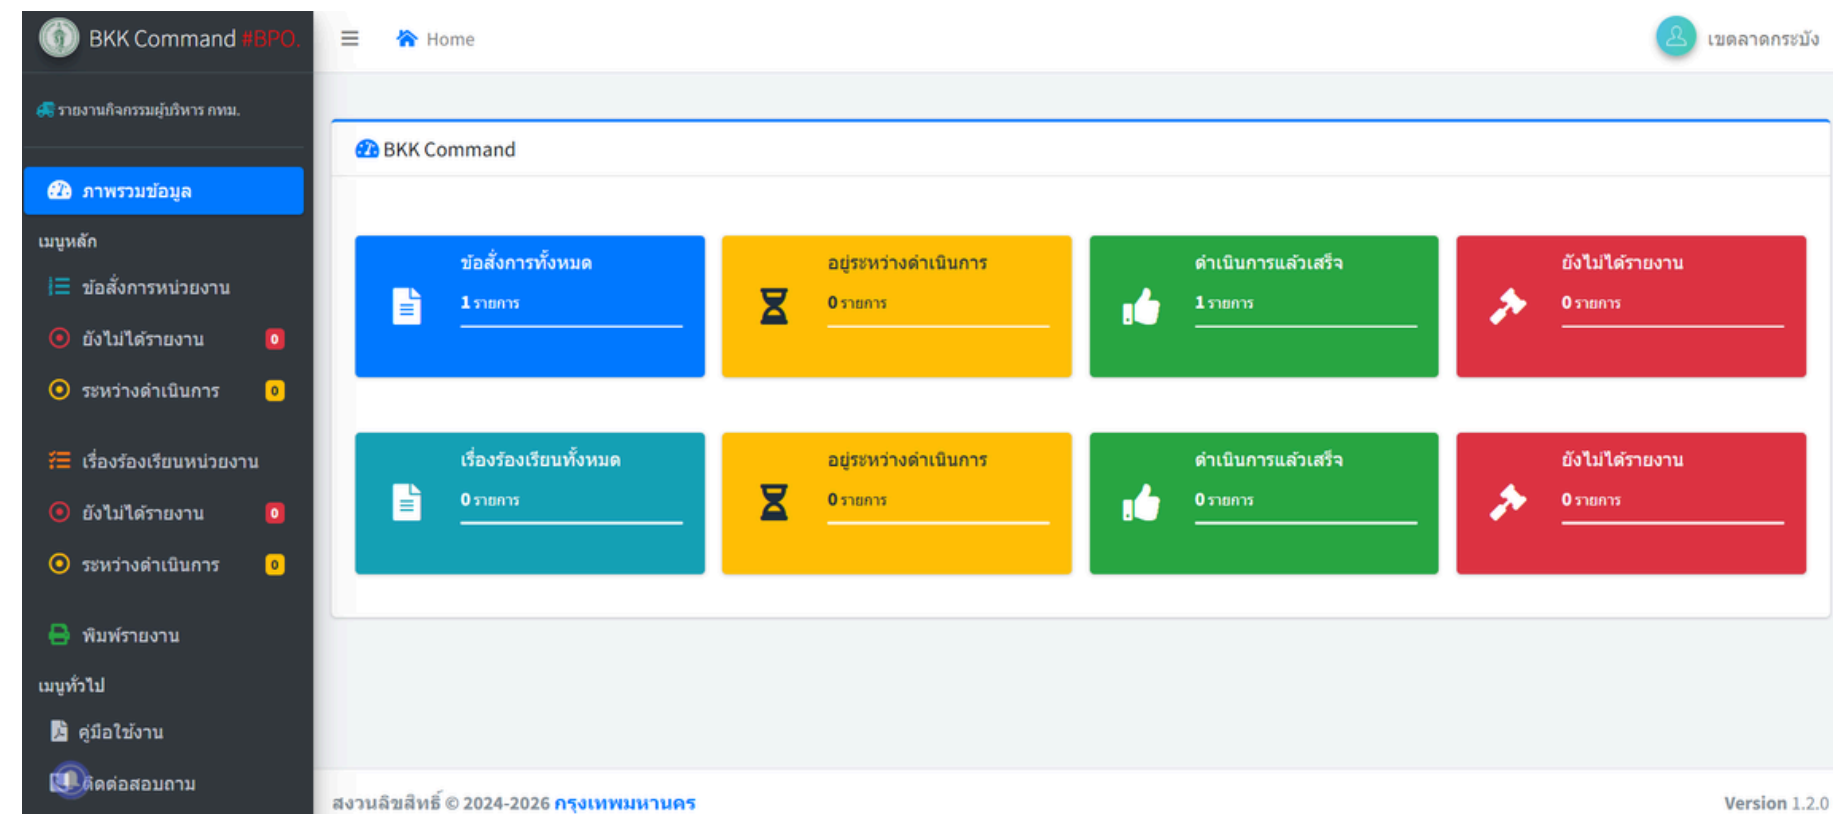 BKK Command #BPO.
Home
เขตลาดกระบัง
รายงานกิจกรรมผู้บริหาร กทม.
ภาพรวมข้อมูล
เมนูหลัก
ข้อสั่งการหน่วยงาน
ยังไม่ได้รายงาน 0
ระหว่างดำเนินการ 0
เรื่องร้องเรียนหน่วยงาน
ยังไม่ได้รายงาน 0
ระหว่างดำเนินการ 0
พิมพ์รายงาน
เมนูทั่วไป
คู่มือใช้งาน
ติดต่อสอบถาม
BKK Command
ข้อสั่งการทั้งหมด
1 รายการ
อยู่ระหว่างดำเนินการ
0 รายการ
ดำเนินการแล้วเสร็จ
1 รายการ
ยังไม่ได้รายงาน
0 รายการ
เรื่องร้องเรียนทั้งหมด
0 รายการ
อยู่ระหว่างดำเนินการ
0 รายการ
ดำเนินการแล้วเสร็จ
0 รายการ
ยังไม่ได้รายงาน
0 รายการ
สงวนลิขสิทธิ์ © 2024-2026 กรุงเทพมหานคร
Version 1.2.0